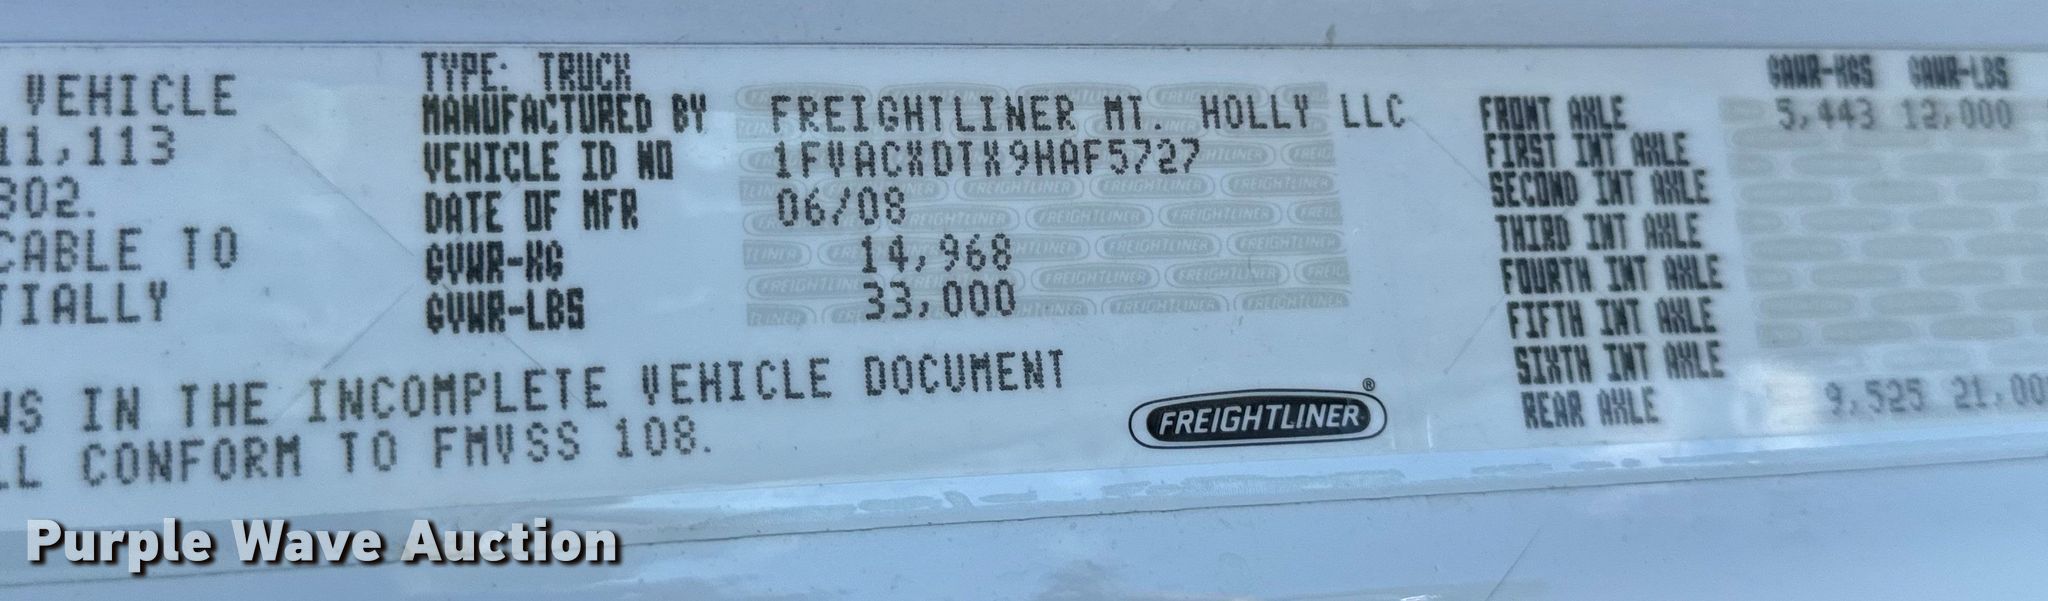 VEHICLE
11,113
302.
CABLE TO
TIALLY
NS IN THE INCOMPLETE VEHICLE DOCUMENT
LL CONFORM TO FMVSS 108.
TYPE: TRUCK
MANUFACTURED BY FREIGHTLINER MT. HOLLY LLC
VEHICLE ID NO 1FVACXDTX9HAF5727
DATE OF MFR 06/08
GVWR-KG 14,968
GVWR-LBS 33,000
FREIGHTLINER®
GAWR-KGS GAWR-LBS
FRONT AXLE 5,443 12,000
FIRST INT AXLE
SECOND INT AXLE
THIRD INT AXLE
FOURTH INT AXLE
FIFTH INT AXLE
SIXTH INT AXLE
REAR AXLE 9,525 21,00
Purple Wave Auction